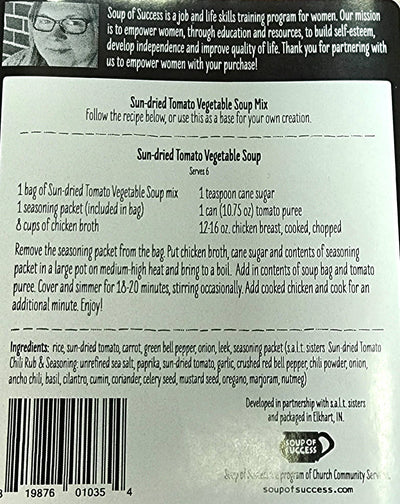 Soup of Success is a job and life skills training program for women. Our mission
is to empower women, through education and resources, to build self-esteem,
develop independence and improve quality of life. Thank you for partnering with
us to empower women with your purchase!
Sun-dried Tomato Vegetable Soup Mix
Follow the recipe below, or use this as a base for your own creation.
Sun-dried Tomato Vegetable Soup
Serves 6
1 bag of Sun-dried Tomato Vegetable Soup mix
1 seasoning packet (included in bag)
8 cups of chicken broth
1 teaspoon cane sugar
1 can (10.75 oz) tomato puree
12-16 oz. chicken breast, cooked, chopped
Remove the seasoning packet from the bag. Put chicken broth, cane sugar and contents of seasoning
packet in a large pot on medium-high heat and bring to a boil. Add in contents of soup bag and tomato
puree. Cover and simmer for 18-20 minutes, stirring occasionally. Add cooked chicken and cook for an
additional minute. Enjoy!
Ingredients: rice, sun-dried tomato, carrot, green bell pepper, onion, leek, seasoning packet (s.a.l.t. sisters Sun-dried Tomato
Chili Rub & Seasoning: unrefined sea salt, paprika, sun-dried tomato, garlic, crushed red bell pepper, chili powder, onion,
ancho chili, basil, cilantro, cumin, coriander, celery seed, mustard seed, oregano, marjoram, nutmeg)
Developed in partnership with s.a.l.t. sisters
and packaged in Elkhart, IN.
SOUP OF
SUCCESS
Soup of Success, program of Church Community
soupofsuccess.com
8 19876 01035 4